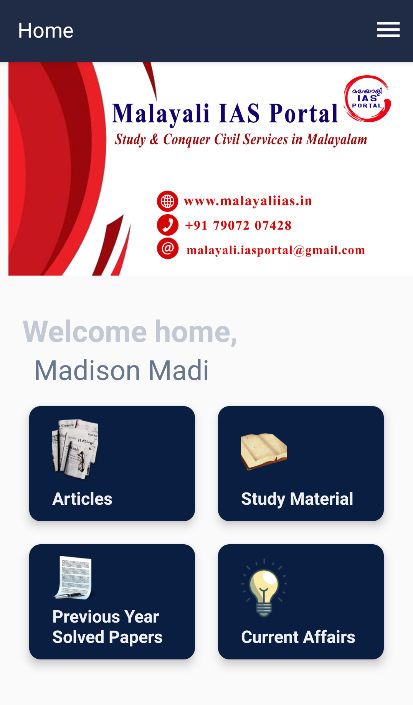 Home
Malayali IAS Portal
മലയാളി
IAS
PORTAL
Study & Conquer Civil Services in Malayalam
www.malayaliias.in
+91 79072 07428
@ malayali.iasportal@gmail.com
Welcome home,
Madison Madi
Articles
Study Material
Previous Year
Solved Papers
Current Affairs